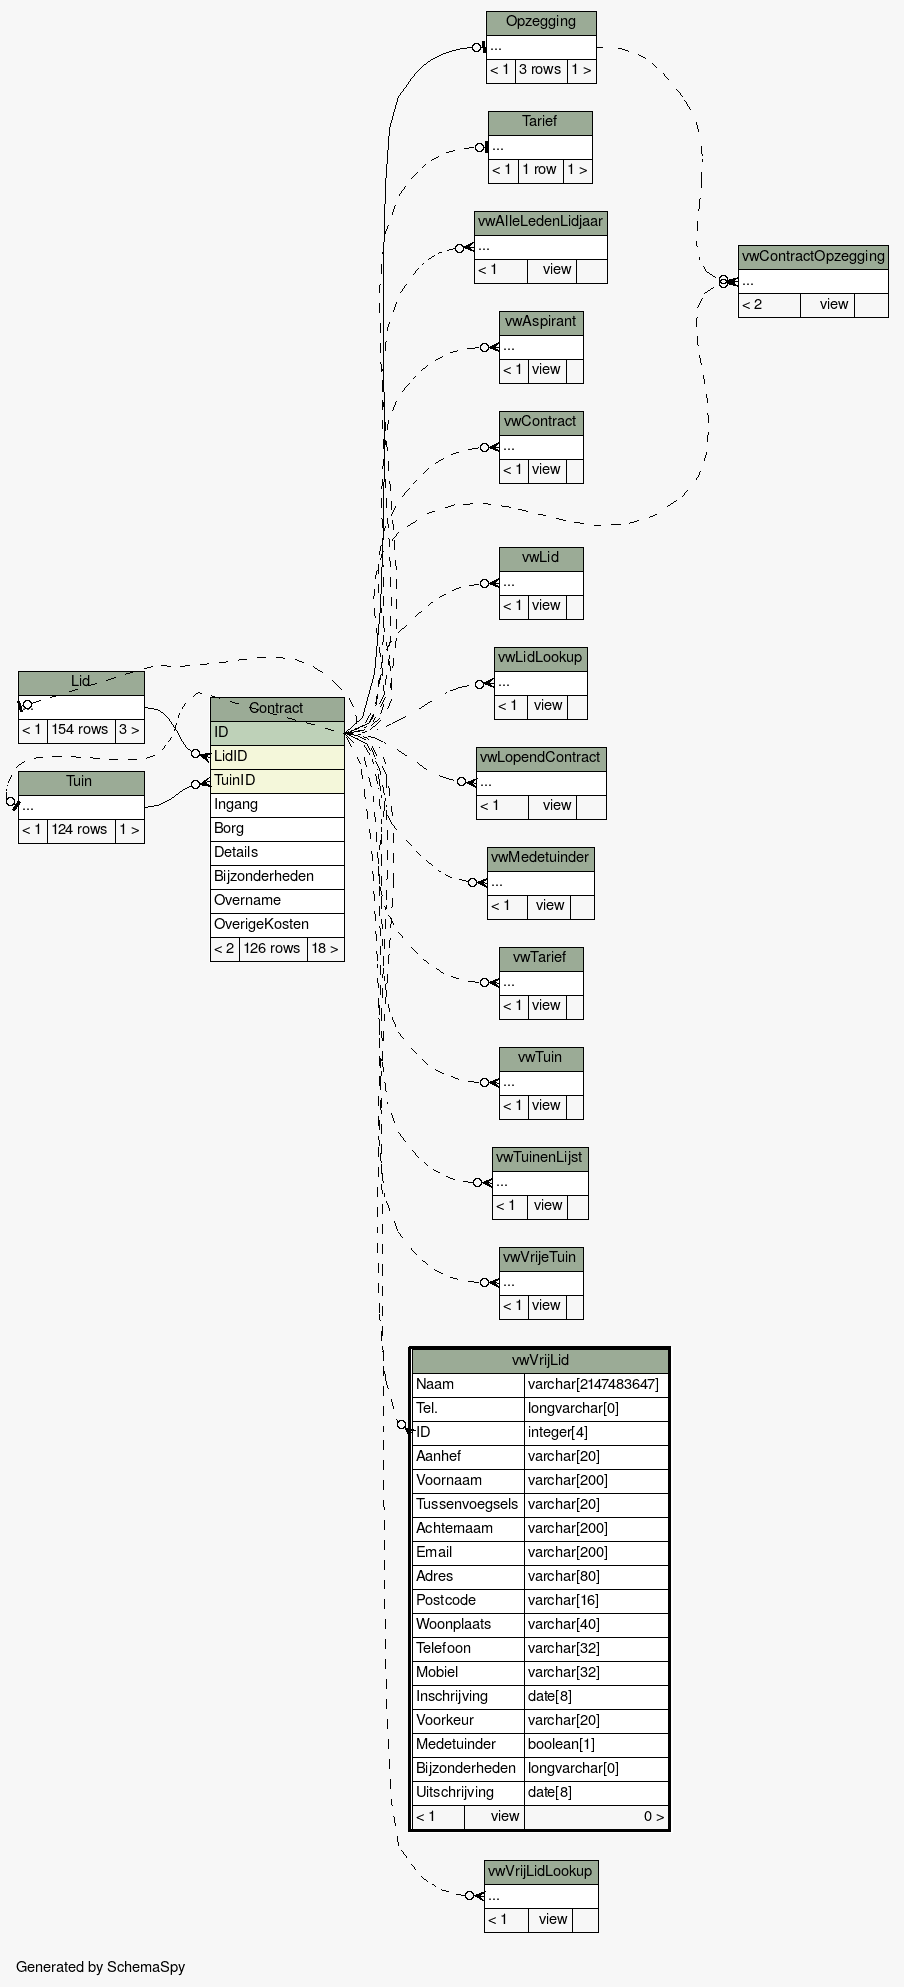 Opzegging
...
< 1 3 rows 1 >
Tarief
...
< 1 1 row 1 >
vwAlleLedenLidjaar
...
< 1 view
vwContractOpzegging
...
< 2 view
vwAspirant
...
< 1 view
vwContract
...
< 1 view
vwLid
...
< 1 view
vwLidLookup
...
< 1 view
Lid
< 1 154 rows 3 >
Tuin
...
< 1 124 rows 1 >
Contract
ID
LidID
TuinID
Ingang
Borg
Details
Bijzonderheden
Overname
OverigeKosten
< 2 126 rows 18 >
vwLopendContract
...
< 1 view
vwMedetuinder
...
< 1 view
vwTarief
...
< 1 view
vwTuin
...
< 1 view
vwTuinenLijst
...
< 1 view
vwVrijeTuin
...
< 1 view
vwVrijLid
Naam varchar[2147483647]
Tel. longvarchar[0]
ID integer[4]
Aanhef varchar[20]
Voornaam varchar[200]
Tussenvoegsels varchar[20]
Achternaam varchar[200]
Email varchar[200]
Adres varchar[80]
Postcode varchar[16]
Woonplaats varchar[40]
Telefoon varchar[32]
Mobiel varchar[32]
Inschrijving date[8]
Voorkeur varchar[20]
Medetuinder boolean[1]
Bijzonderheden longvarchar[0]
Uitschrijving date[8]
< 1 view 0 >
vwVrijLidLookup
...
< 1 view
Generated by SchemaSpy